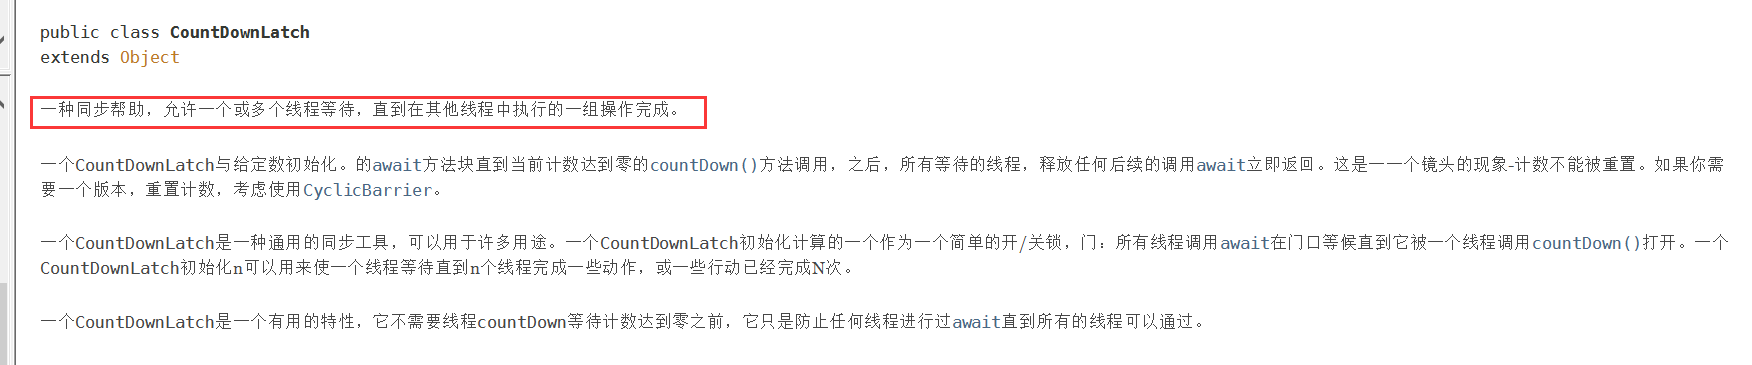 public class CountDownLatch
extends Object
一种同步帮助，允许一个或多个线程等待，直到在其他线程中执行的一组操作完成。
一个CountDownLatch与给定数初始化。的await方法块直到当前计数达到零的countDown()方法调用，之后，所有等待的线程，释放任何后续的调用await立即返回。这是一一个镜头的现象-计数不能被重置。如果你需
要一个版本，重置计数，考虑使用CyclicBarrier。
一个CountDownLatch是一种通用的同步工具，可以用于许多用途。一个CountDownLatch初始化计算的一个作为一个简单的开/关锁，门：所有线程调用await在门口等候直到它被一个线程调用countDown()打开。一个
CountDownLatch初始化n可以用来使一个线程等待直到n个线程完成一些动作，或一些行动已经完成N次。
一个CountDownLatch是一个有用的特性，它不需要线程countDown等待计数达到零之前，它只是防止任何线程进行过await直到所有的线程可以通过。